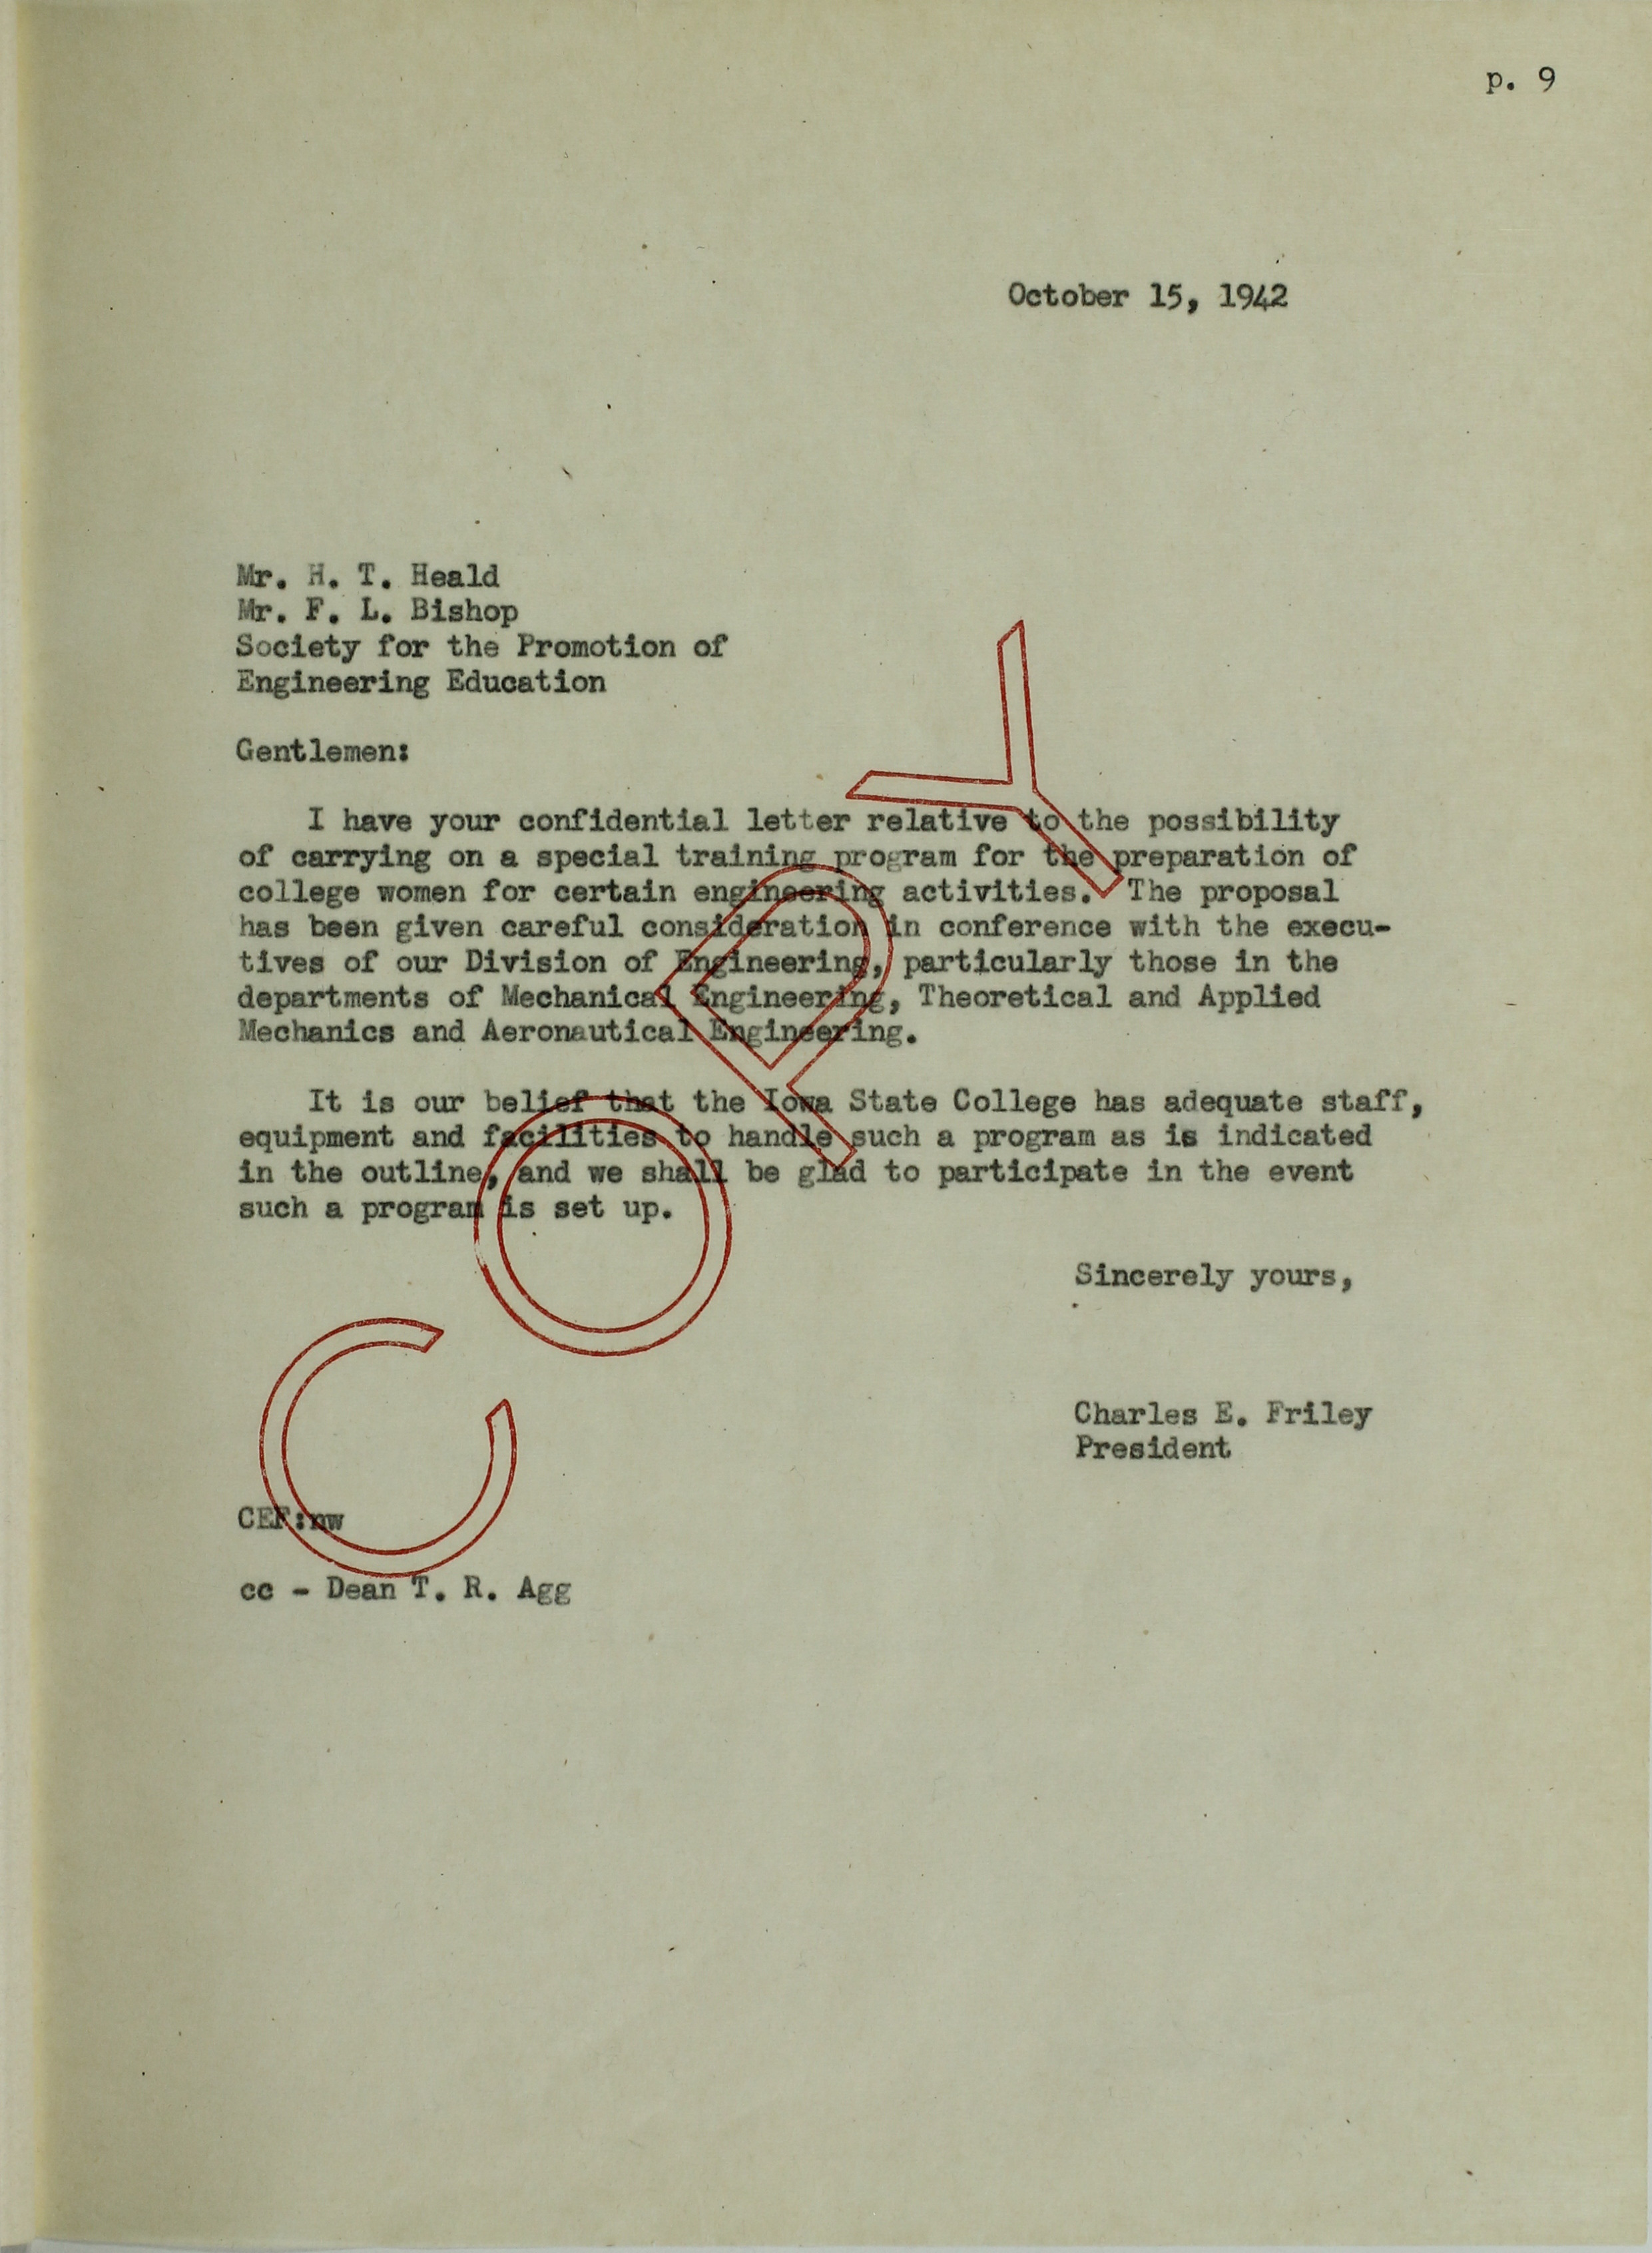 p. 9
October 15, 1942
Mr. H. T. Heald
Mr. F. L. Bishop
Society for the Promotion of
Engineering Education
Gentlemen:
I have your confidential letter relative to the possibility
of carrying on a special training program for the preparation of
college women for certain engineering activities. The proposal
has been given careful consideration in conference with the execu-
tives of our Division of Engineering, particularly those in the
departments of Mechanical Engineering, Theoretical and Applied
Mechanics and Aeronautical Engineering.
It is our belief that the Iowa State College has adequate staff,
equipment and facilities to handle such a program as is indicated
in the outline, and we shall be glad to participate in the event
such a program is set up.
Sincerely yours,
Charles E. Friley
President
CEF:nw
cc - Dean T. R. Agg
COPY